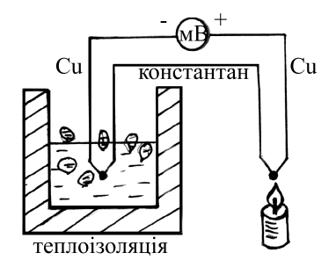 - +
мВ
Cu
константан
Cu
теплоізоляція